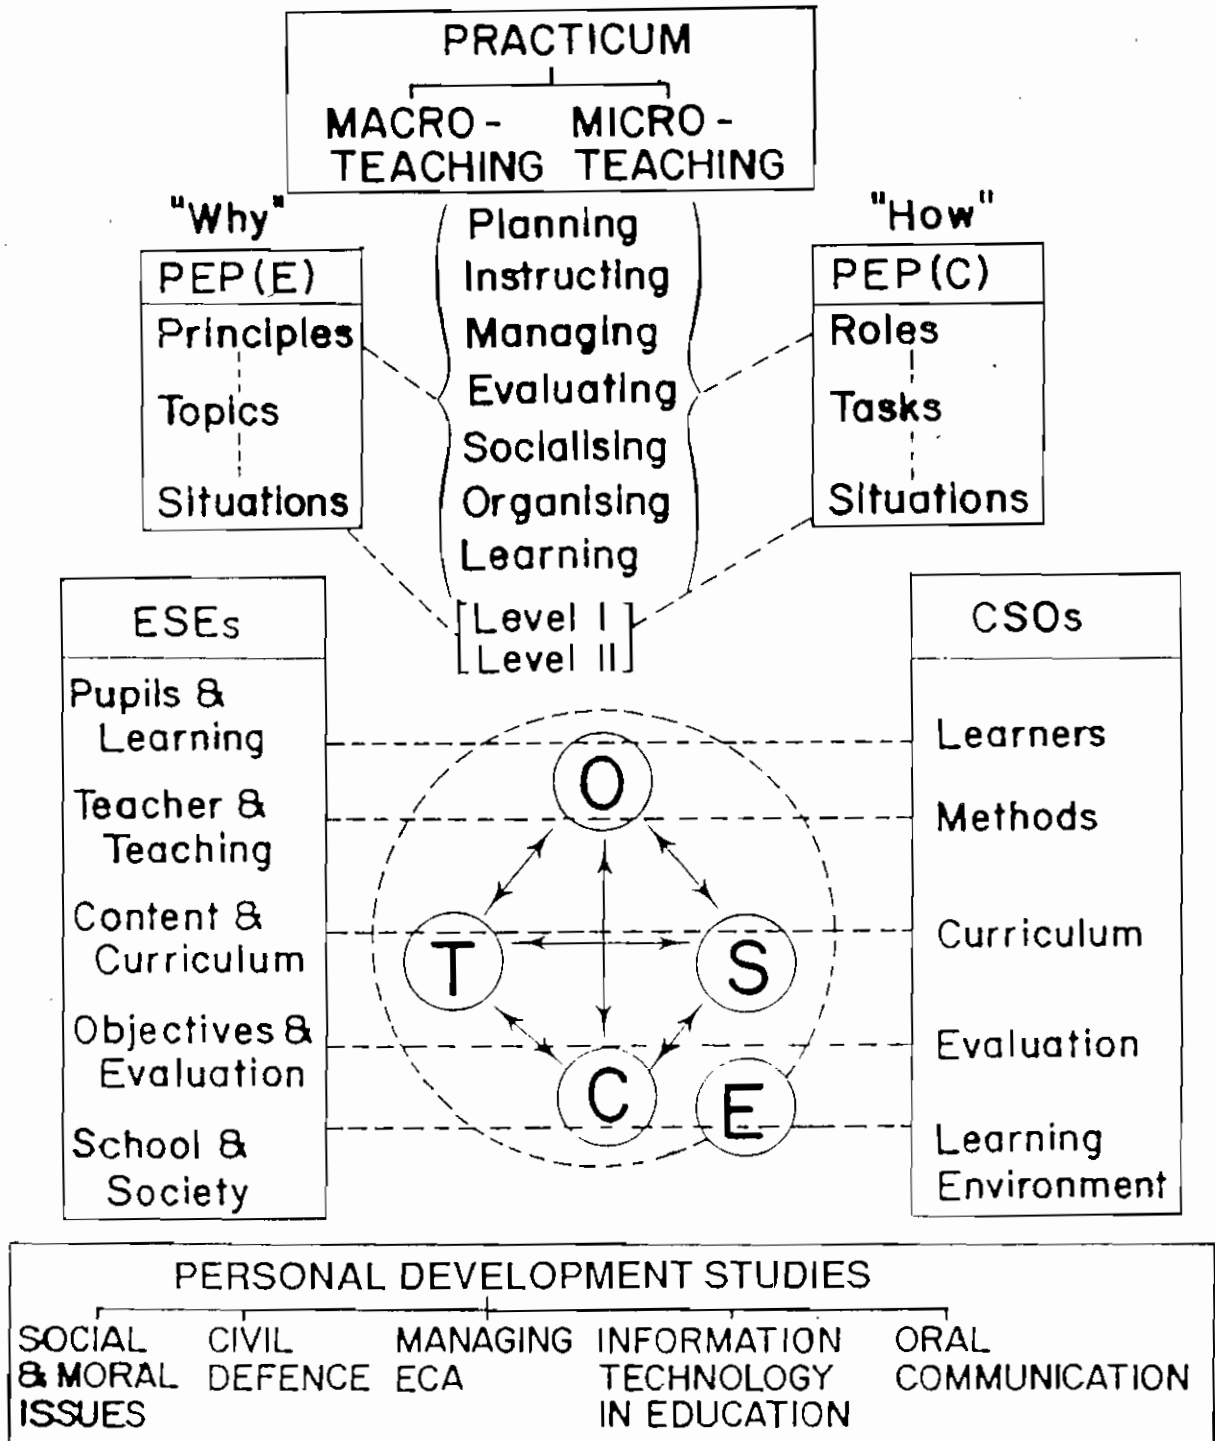 PRACTICUM
MACRO - MICRO -
TEACHING TEACHING
"Why"
PEP(E)
Principles
Topics
Situations
Planning
Instructing
Managing
Evaluating
Socialising
Organising
Learning
[Level I]
[Level II]
"How"
PEP(C)
Roles
Tasks
Situations
ESEs
Pupils &
Learning
Teacher &
Teaching
Content &
Curriculum
Objectives &
Evaluation
School &
Society
O
T
S
C
E
CSOs
Learners
Methods
Curriculum
Evaluation
Learning
Environment
PERSONAL DEVELOPMENT STUDIES
SOCIAL
& MORAL
ISSUES
CIVIL
DEFENCE
MANAGING
ECA
INFORMATION
TECHNOLOGY
IN EDUCATION
ORAL
COMMUNICATION